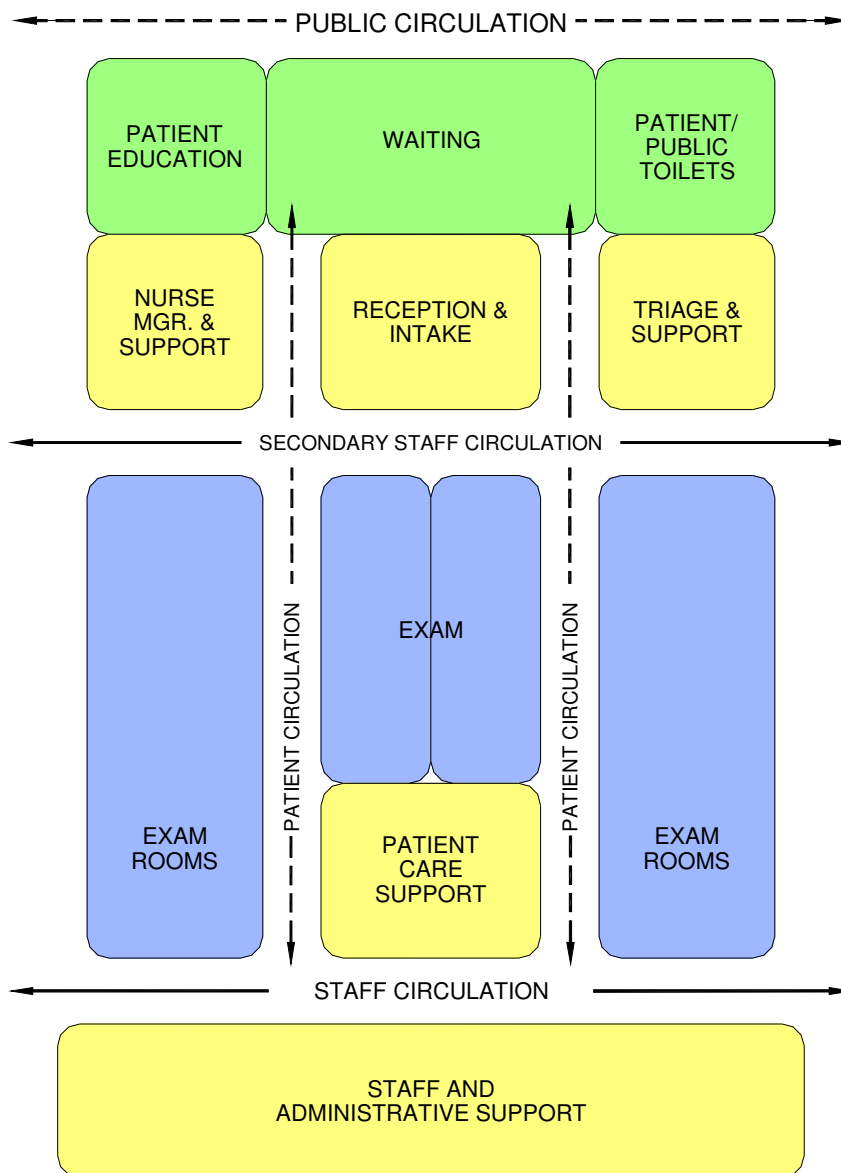 PUBLIC CIRCULATION
PATIENT
EDUCATION
WAITING
PATIENT/
PUBLIC
TOILETS
NURSE
MGR. &
SUPPORT
RECEPTION &
INTAKE
TRIAGE &
SUPPORT
SECONDARY STAFF CIRCULATION
EXAM
PATIENT CIRCULATION
PATIENT CIRCULATION
EXAM
ROOMS
PATIENT
CARE
SUPPORT
EXAM
ROOMS
STAFF CIRCULATION
STAFF AND
ADMINISTRATIVE SUPPORT